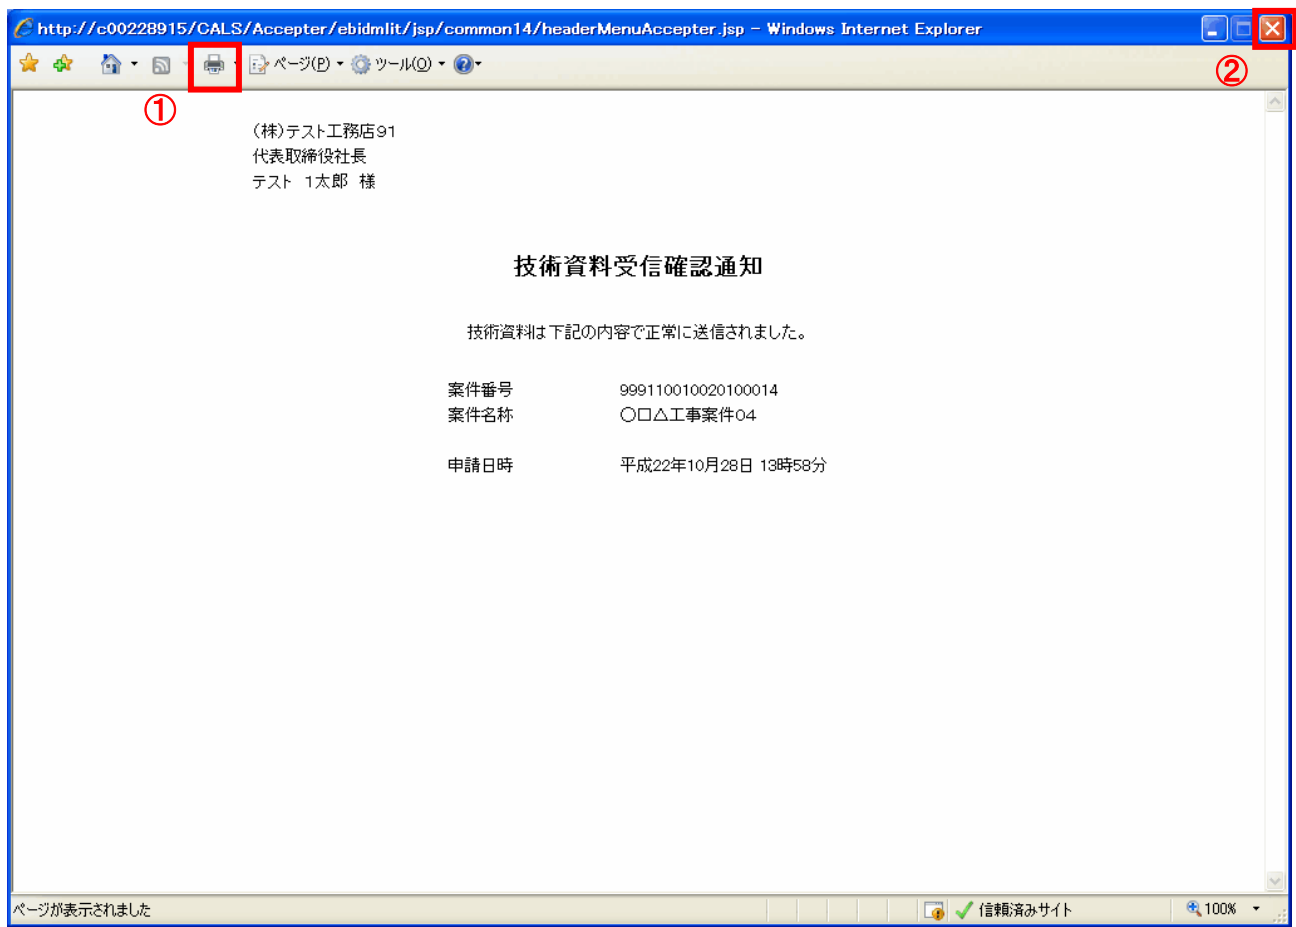 http://c00228915/CALS/Accepter/ebidmlit/jsp/common14/headerMenuAccepter.jsp - Windows Internet Explorer
ページ(P) ツール(O)
①
②
(株)テスト工務店91
代表取締役社長
テスト 1太郎 様
技術資料受信確認通知
技術資料は下記の内容で正常に送信されました。
案件番号 999110010020100014
案件名称 〇口△工事案件04
申請日時 平成22年10月28日 13時58分
ページが表示されました 信頼済みサイト 100%